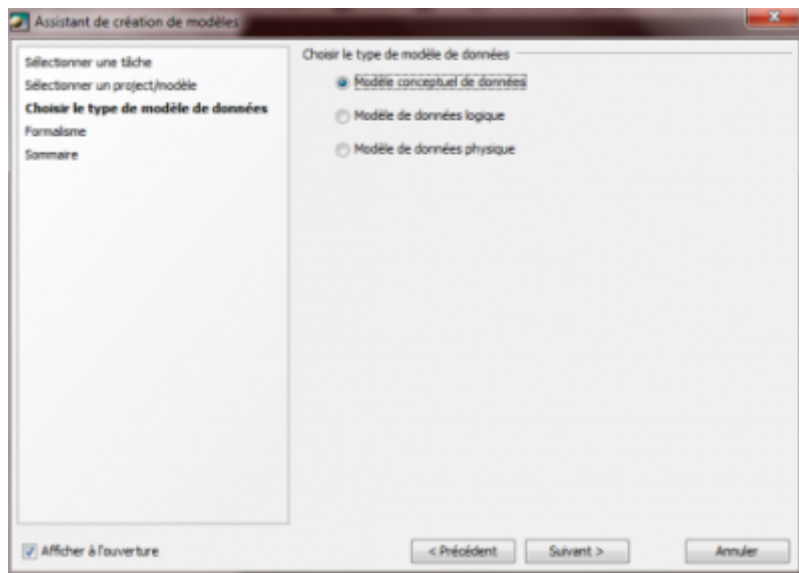 Assistant de création de modèles
Sélectionner une tâche
Sélectionner un project/modèle
Choisir le type de modèle de données
Formalisme
Sommaire
Choisir le type de modèle de données
Modèle conceptuel de données
Modèle de données logique
Modèle de données physique
Afficher à l'ouverture
< Précédent
Suivant >
Annuler